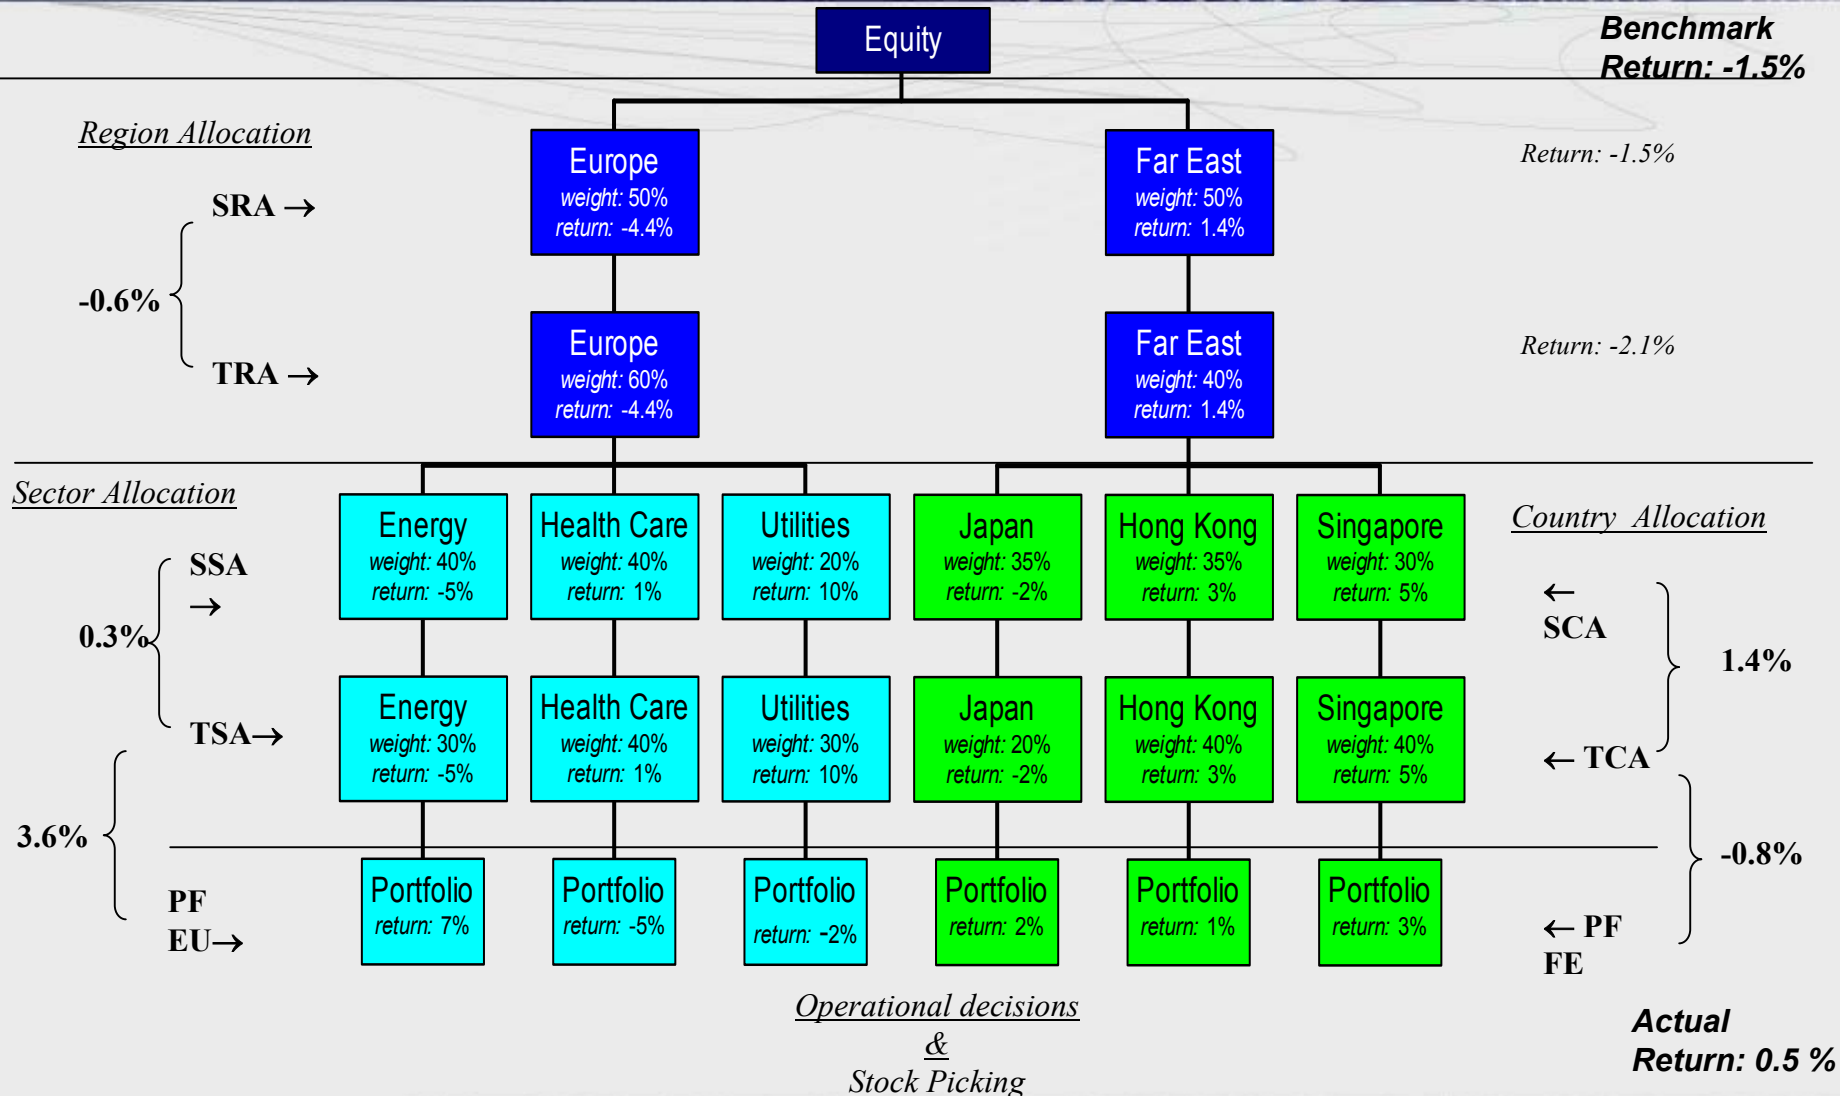 Equity
Benchmark
Return: -1.5%
Region Allocation
SRA →
-0.6%
TRA →
Europe
weight: 50%
return: -4.4%
Far East
weight: 50%
return: 1.4%
Return: -1.5%
Europe
weight: 60%
return: -4.4%
Far East
weight: 40%
return: 1.4%
Return: -2.1%
Sector Allocation
SSA
→
0.3%
TSA→
3.6%
PF
EU→
Energy
weight: 40%
return: -5%
Health Care
weight: 40%
return: 1%
Utilities
weight: 20%
return: 10%
Japan
weight: 35%
return: -2%
Hong Kong
weight: 35%
return: 3%
Singapore
weight: 30%
return: 5%
Country Allocation
←
SCA
1.4%
← TCA
-0.8%
← PF
FE
Energy
weight: 30%
return: -5%
Health Care
weight: 40%
return: 1%
Utilities
weight: 30%
return: 10%
Japan
weight: 20%
return: -2%
Hong Kong
weight: 40%
return: 3%
Singapore
weight: 40%
return: 5%
Portfolio
return: 7%
Portfolio
return: -5%
Portfolio
return: -2%
Portfolio
return: 2%
Portfolio
return: 1%
Portfolio
return: 3%
Operational decisions
&
Stock Picking
Actual
Return: 0.5 %